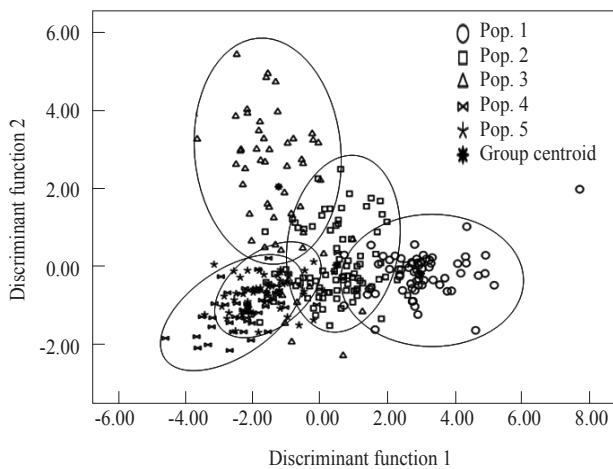 6.00
4.00
2.00
0.00
-2.00
Discriminant function 2
Pop. 1
Pop. 2
Pop. 3
Pop. 4
Pop. 5
Group centroid
-6.00 -4.00 -2.00 0.00 2.00 4.00 6.00 8.00
Discriminant function 1